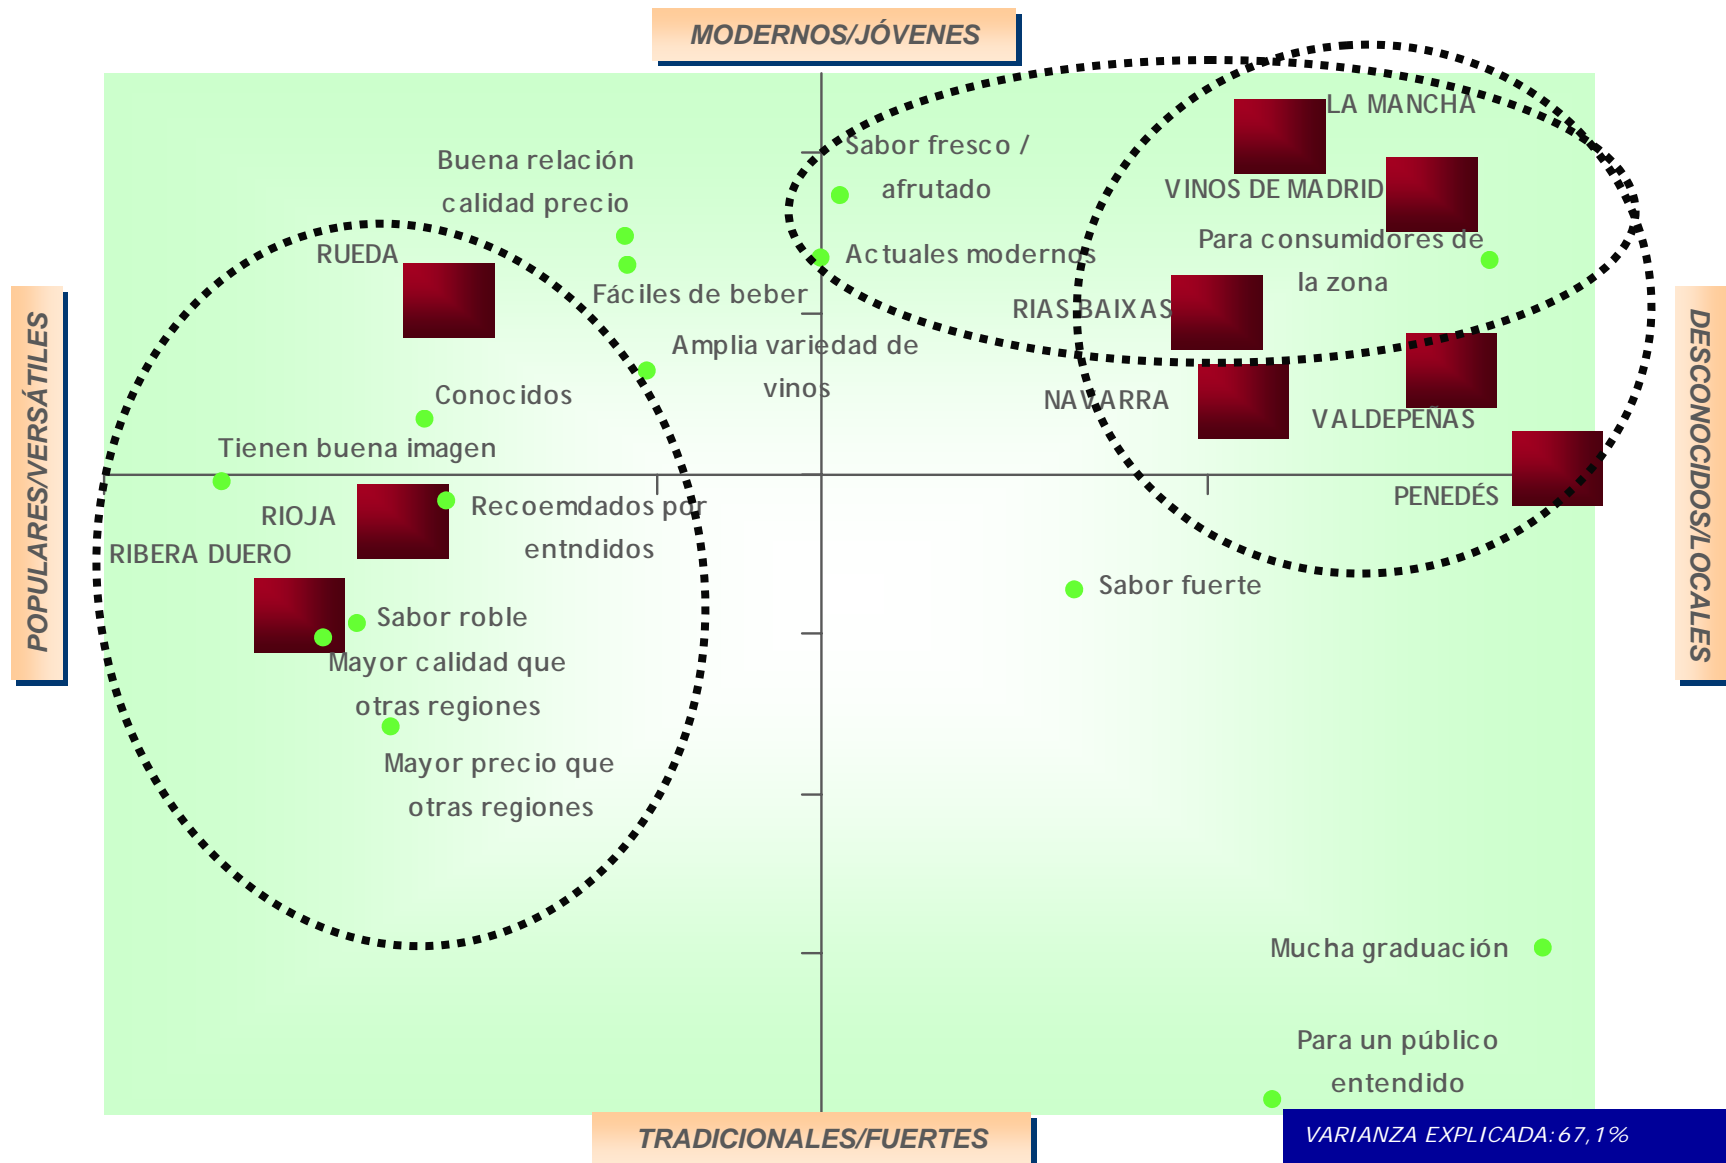 MODERNOS/JÓVENES
LA MANCHA
Sabor fresco /
afrutado
Buena relación
calidad precio
VINOS DE MADRID
Para consumidores de
la zona
RUEDA
Actuales modernos
Fáciles de beber
RIAS BAIXAS
Amplia variedad de
vinos
Conocidos
NAVARRA
VALDEPEÑAS
Tienen buena imagen
POPULARES/VERSÁTILES
DESCONOCIDOS/LOCALES
PENEDÉS
RIOJA
Recoemdados por
entndidos
RIBERA DUERO
Sabor fuerte
Sabor roble
Mayor calidad que
otras regiones
Mayor precio que
otras regiones
Mucha graduación
Para un público
entendido
TRADICIONALES/FUERTES
VARIANZA EXPLICADA:67,1%